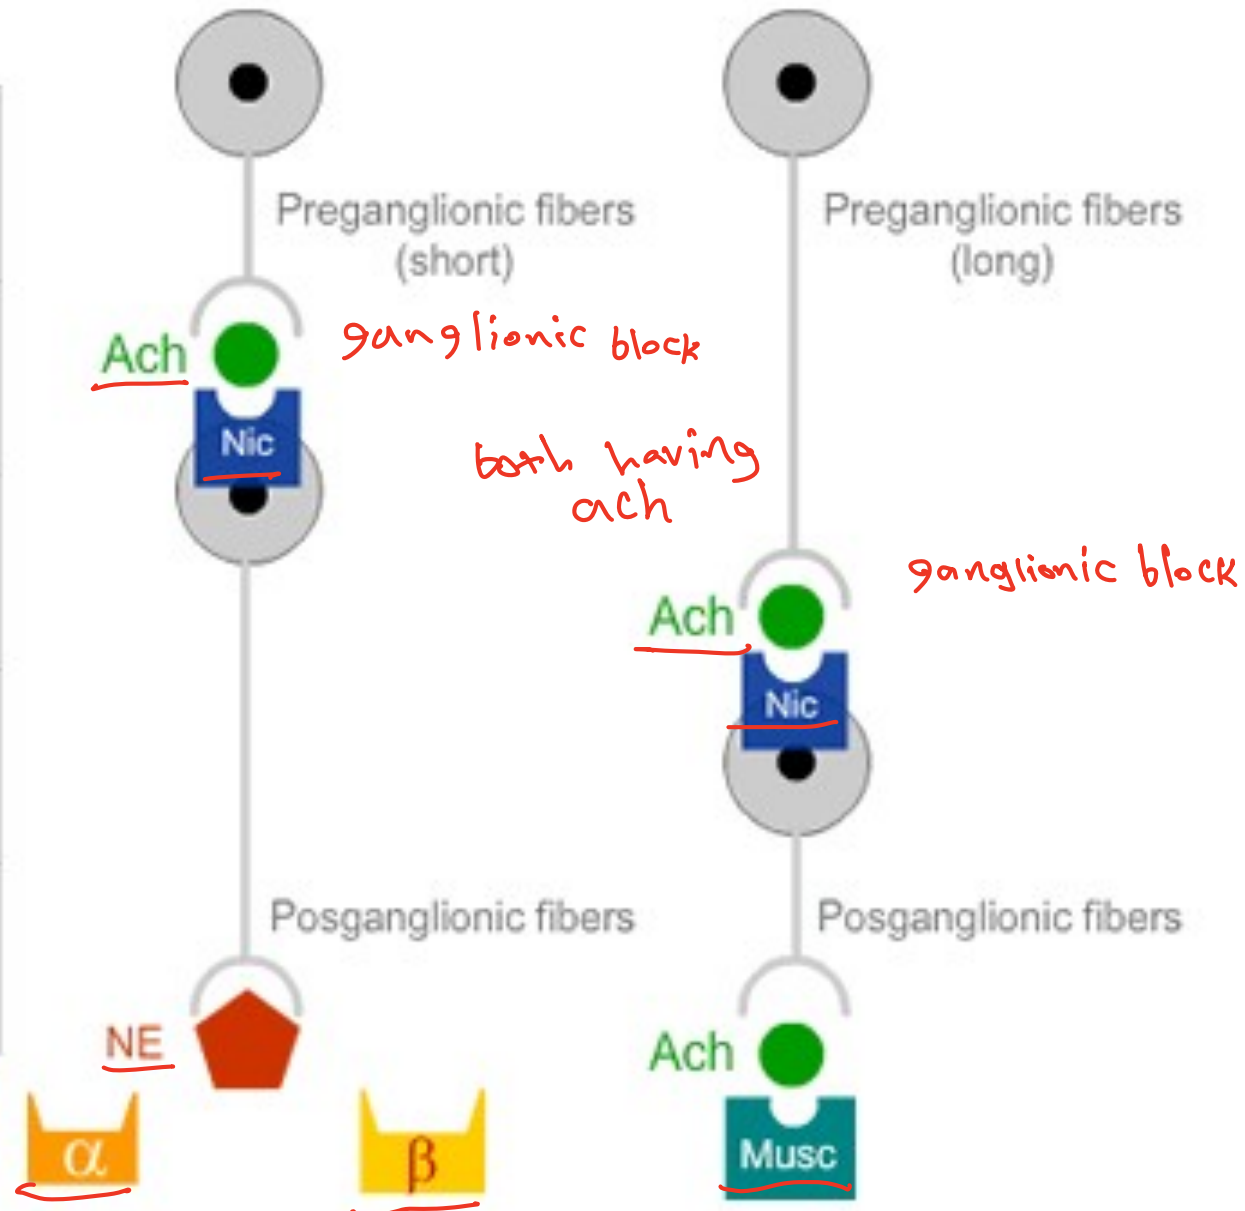 Preganglionic fibers
(short)
Ach
ganglionic block
Nic
both having
ach
Posganglionic fibers
NE
α
β
Preganglionic fibers
(long)
Ach
ganglionic block
Nic
Posganglionic fibers
Ach
Musc